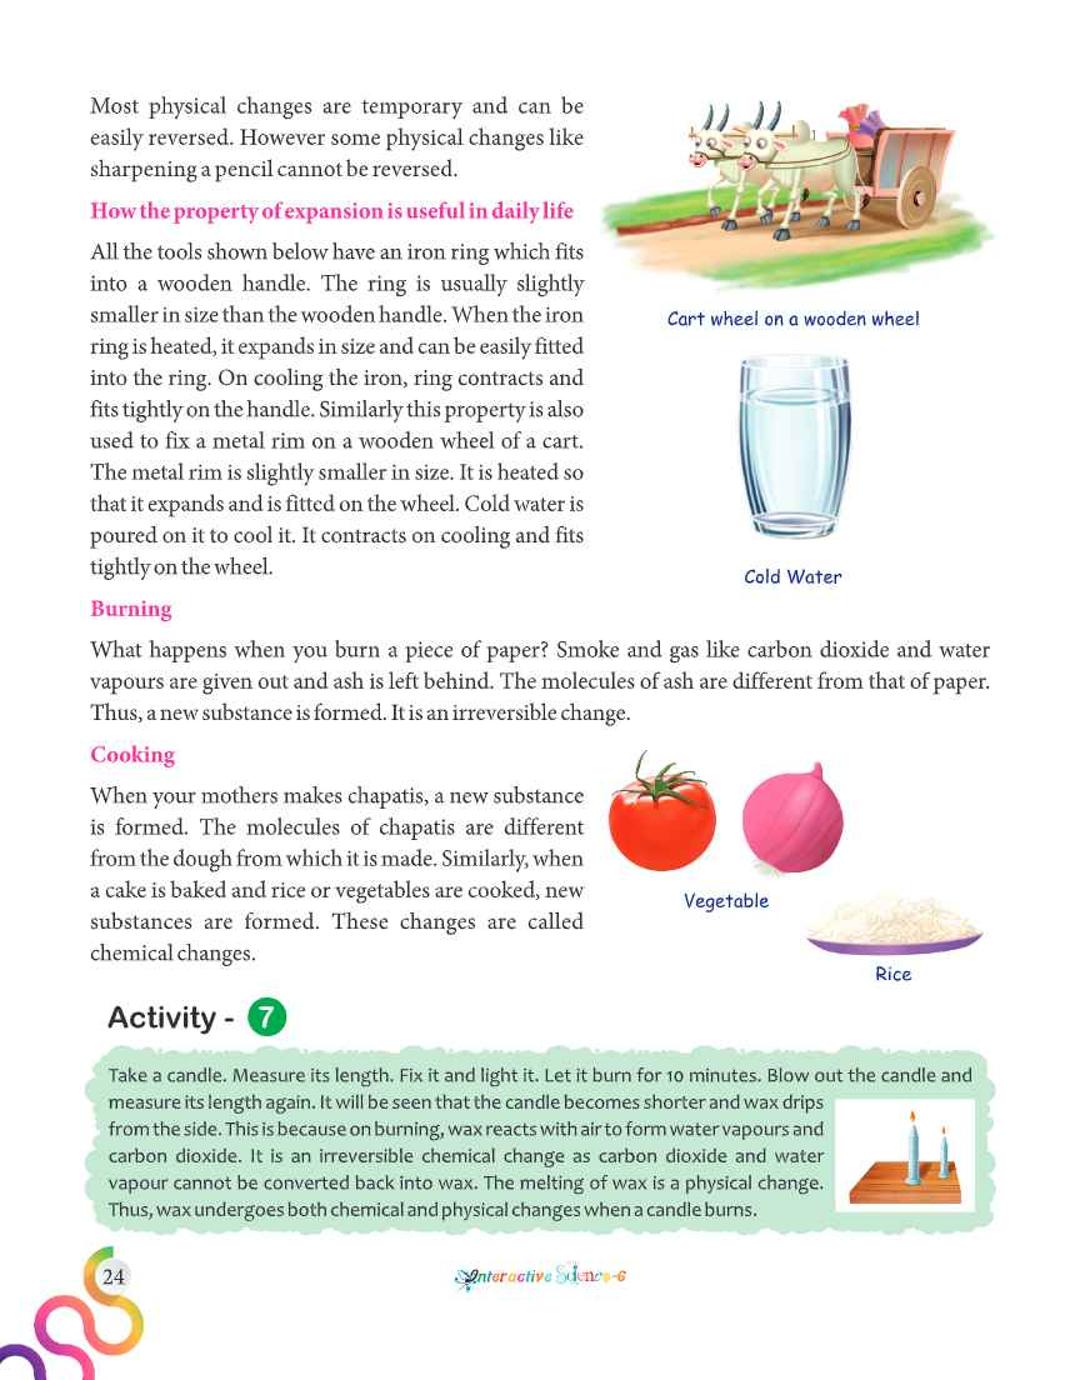 Most physical changes are temporary and can be
easily reversed. However some physical changes like
sharpening a pencil cannot be reversed.
How the property of expansion is useful in daily life
All the tools shown below have an iron ring which fits
into a wooden handle. The ring is usually slightly
smaller in size than the wooden handle. When the iron
ring is heated, it expands in size and can be easily fitted
into the ring. On cooling the iron, ring contracts and
fits tightly on the handle. Similarly this property is also
used to fix a metal rim on a wooden wheel of a cart.
The metal rim is slightly smaller in size. It is heated so
that it expands and is fitted on the wheel. Cold water is
poured on it to cool it. It contracts on cooling and fits
tightly on the wheel.
Cart wheel on a wooden wheel
Cold Water
Burning
What happens when you burn a piece of paper? Smoke and gas like carbon dioxide and water
vapours are given out and ash is left behind. The molecules of ash are different from that of paper.
Thus, a new substance is formed. It is an irreversible change.
Cooking
When your mothers makes chapatis, a new substance
is formed. The molecules of chapatis are different
from the dough from which it is made. Similarly, when
a cake is baked and rice or vegetables are cooked, new
substances are formed. These changes are called
chemical changes.
Vegetable
Rice
Activity - 7
Take a candle. Measure its length. Fix it and light it. Let it burn for 10 minutes. Blow out the candle and
measure its length again. It will be seen that the candle becomes shorter and wax drips
from the side. This is because on burning, wax reacts with air to form water vapours and
carbon dioxide. It is an irreversible chemical change as carbon dioxide and water
vapour cannot be converted back into wax. The melting of wax is a physical change.
Thus, wax undergoes both chemical and physical changes when a candle burns.
24
Interactive Science-6